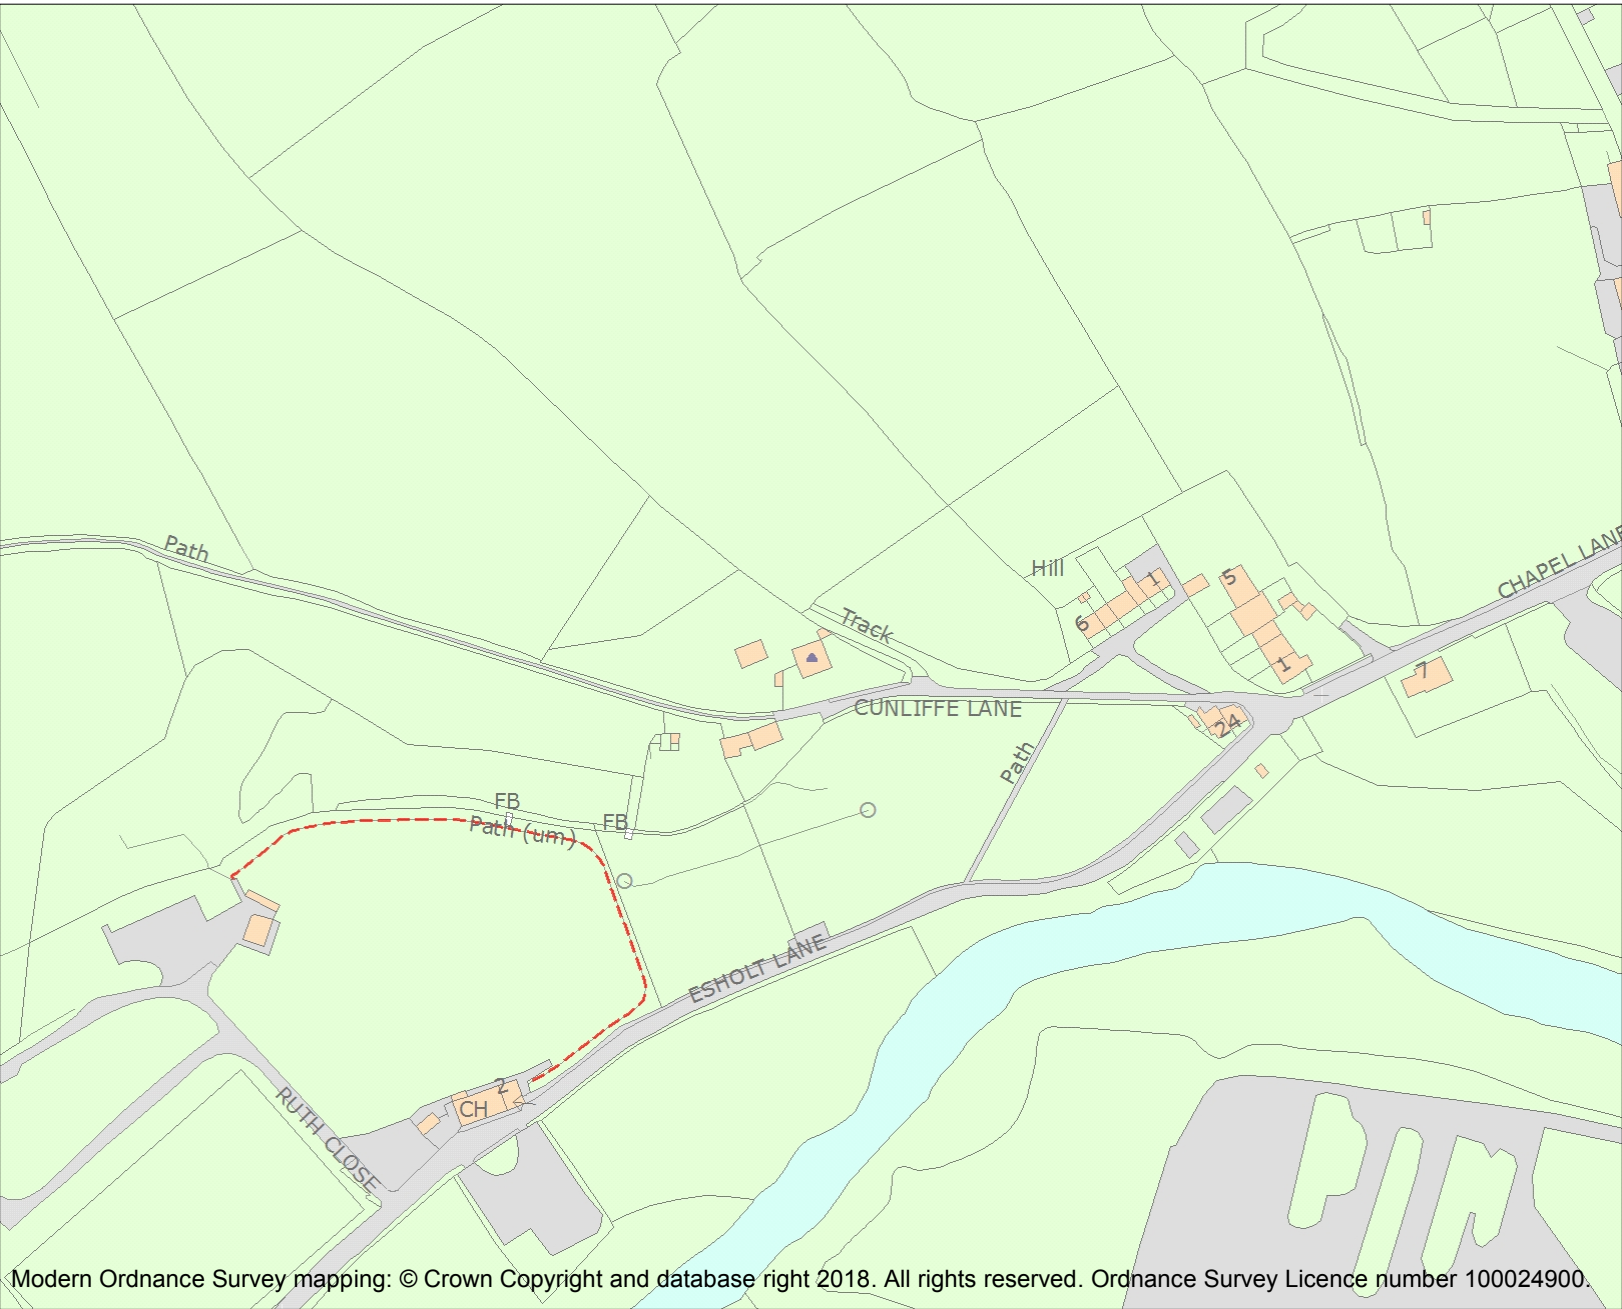 Path
Hill
1
5
6
Track
1
7
CHAPEL LANE
CUNLIFFE LANE
24
Path
FB
FB
Path (um)
ESHOLT LANE
2
CH
RUTH CLOSE
Modern Ordnance Survey mapping: © Crown Copyright and database right 2018. All rights reserved. Ordnance Survey Licence number 100024900.